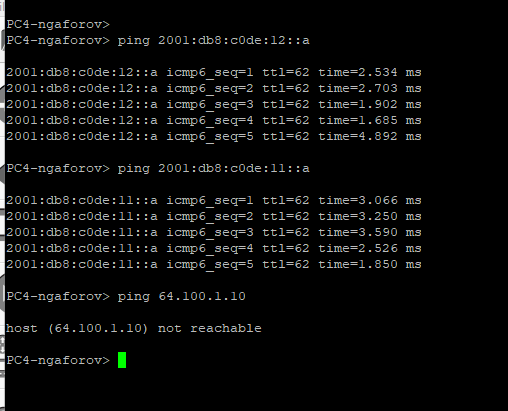 PC4-ngaforov>
PC4-ngaforov> ping 2001:db8:c0de:12::a
2001:db8:c0de:12::a icmp6_seq=1 ttl=62 time=2.534 ms
2001:db8:c0de:12::a icmp6_seq=2 ttl=62 time=2.703 ms
2001:db8:c0de:12::a icmp6_seq=3 ttl=62 time=1.902 ms
2001:db8:c0de:12::a icmp6_seq=4 ttl=62 time=1.685 ms
2001:db8:c0de:12::a icmp6_seq=5 ttl=62 time=4.892 ms
PC4-ngaforov> ping 2001:db8:c0de:11::a
2001:db8:c0de:11::a icmp6_seq=1 ttl=62 time=3.066 ms
2001:db8:c0de:11::a icmp6_seq=2 ttl=62 time=3.250 ms
2001:db8:c0de:11::a icmp6_seq=3 ttl=62 time=3.590 ms
2001:db8:c0de:11::a icmp6_seq=4 ttl=62 time=2.526 ms
2001:db8:c0de:11::a icmp6_seq=5 ttl=62 time=1.850 ms
PC4-ngaforov> ping 64.100.1.10
host (64.100.1.10) not reachable
PC4-ngaforov>